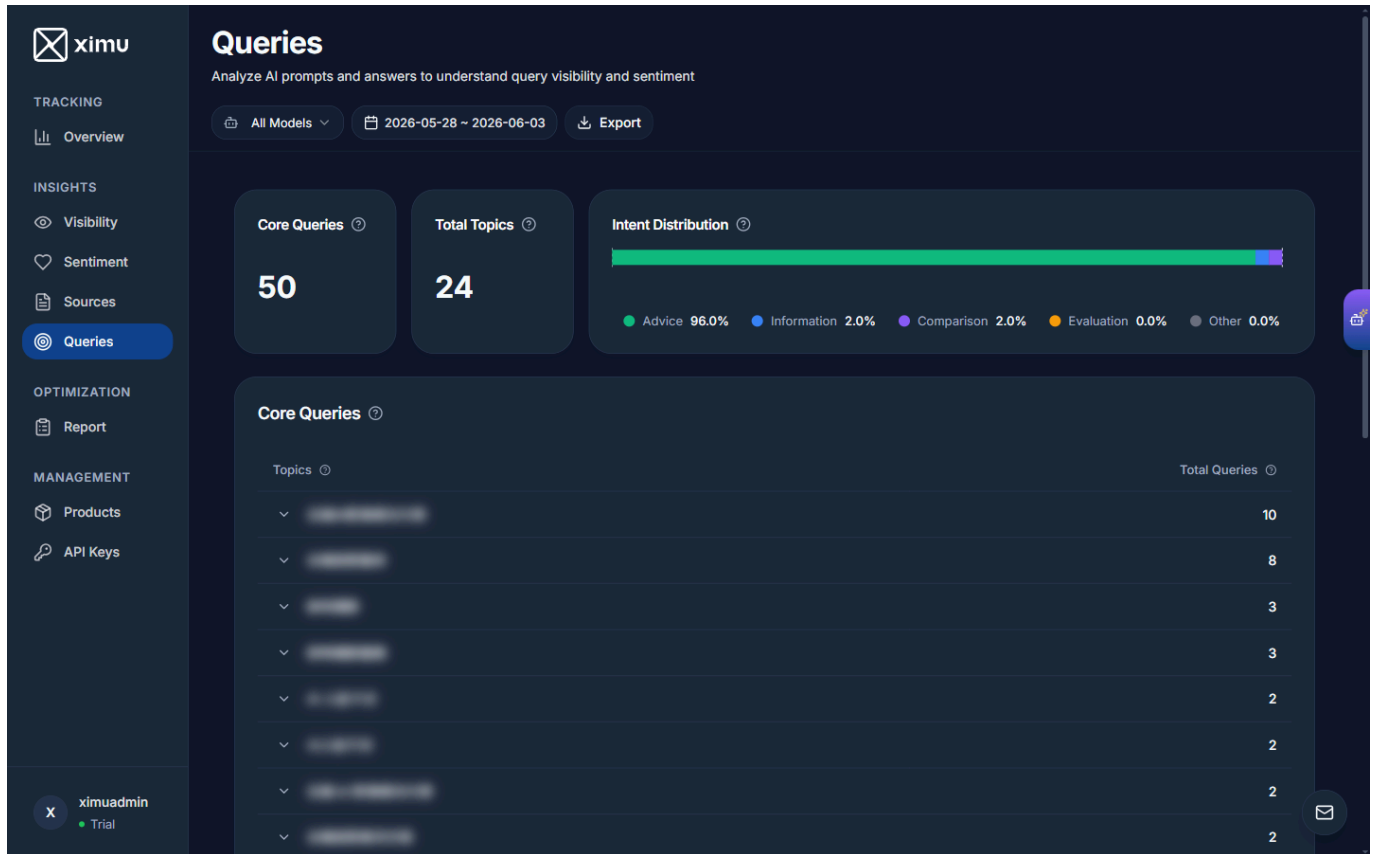 ximu
TRACKING
Overview
INSIGHTS
Visibility
Sentiment
Sources
Queries
OPTIMIZATION
Report
MANAGEMENT
Products
API Keys
X
ximuadmin
Trial
Queries
Analyze AI prompts and answers to understand query visibility and sentiment
All Models 2026-05-28 ~ 2026-06-03 Export
Core Queries
50
Total Topics
24
Intent Distribution
Advice 96.0% Information 2.0% Comparison 2.0% Evaluation 0.0% Other 0.0%
Core Queries
Topics Total Queries
10
8
3
3
2
2
2
2